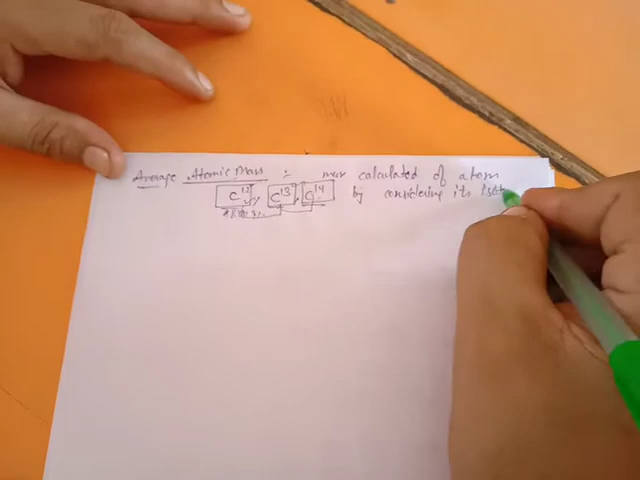 Average Atomic Mass :- mass calculated of atom
C12 C13, C14 by considering its isoto